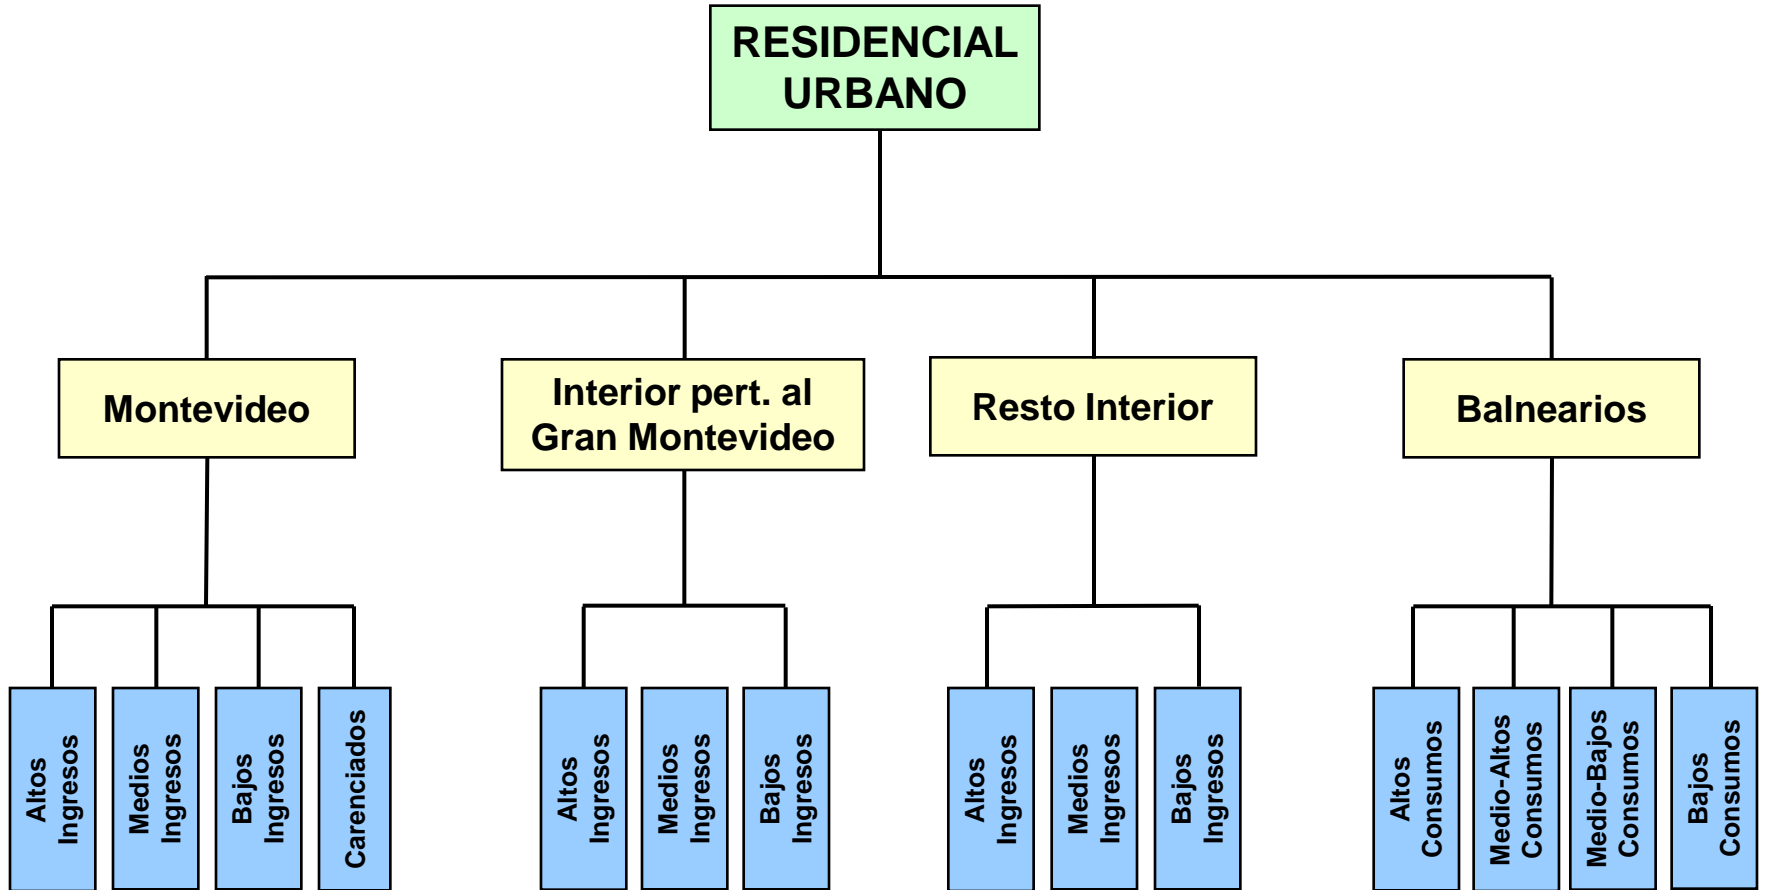 RESIDENCIAL
URBANO
Montevideo
Interior pert. al
Gran Montevideo
Resto Interior
Balnearios
Altos
Ingresos
Medios
Ingresos
Bajos
Ingresos
Carenciados
Altos
Ingresos
Medios
Ingresos
Bajos
Ingresos
Altos
Ingresos
Medios
Ingresos
Bajos
Ingresos
Altos
Consumos
Medio-Altos
Consumos
Medio-Bajos
Consumos
Bajos
Consumos